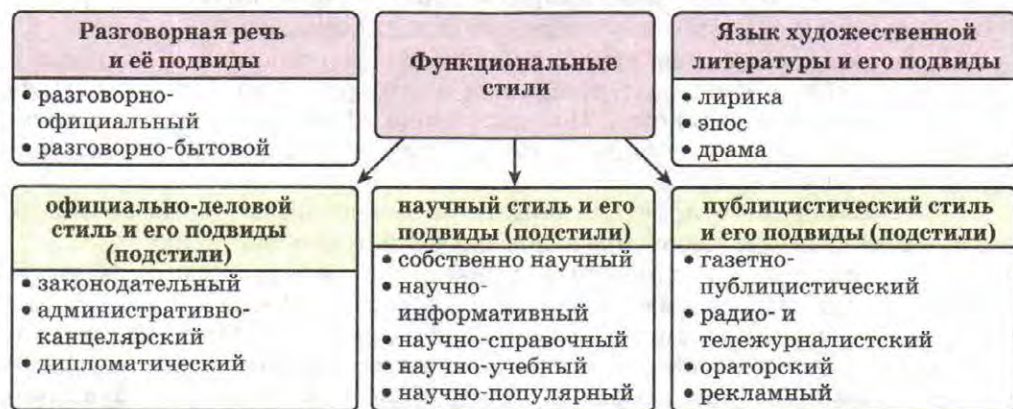 Разговорная речь
и её подвиды
• разговорно-
официальный
• разговорно-бытовой
Функциональные
стили
Язык художественной
литературы и его подвиды
• лирика
• эпос
• драма
официально-деловой
стиль и его подвиды
(подстили)
• законодательный
• административно-
канцелярский
• дипломатический
научный стиль и его
подвиды (подстили)
• собственно научный
• научно-
информативный
• научно-справочный
• научно-учебный
• научно-популярный
публицистический стиль
и его подвиды (подстили)
• газетно-
публицистический
• радио- и
тележурналистский
• ораторский
• рекламный